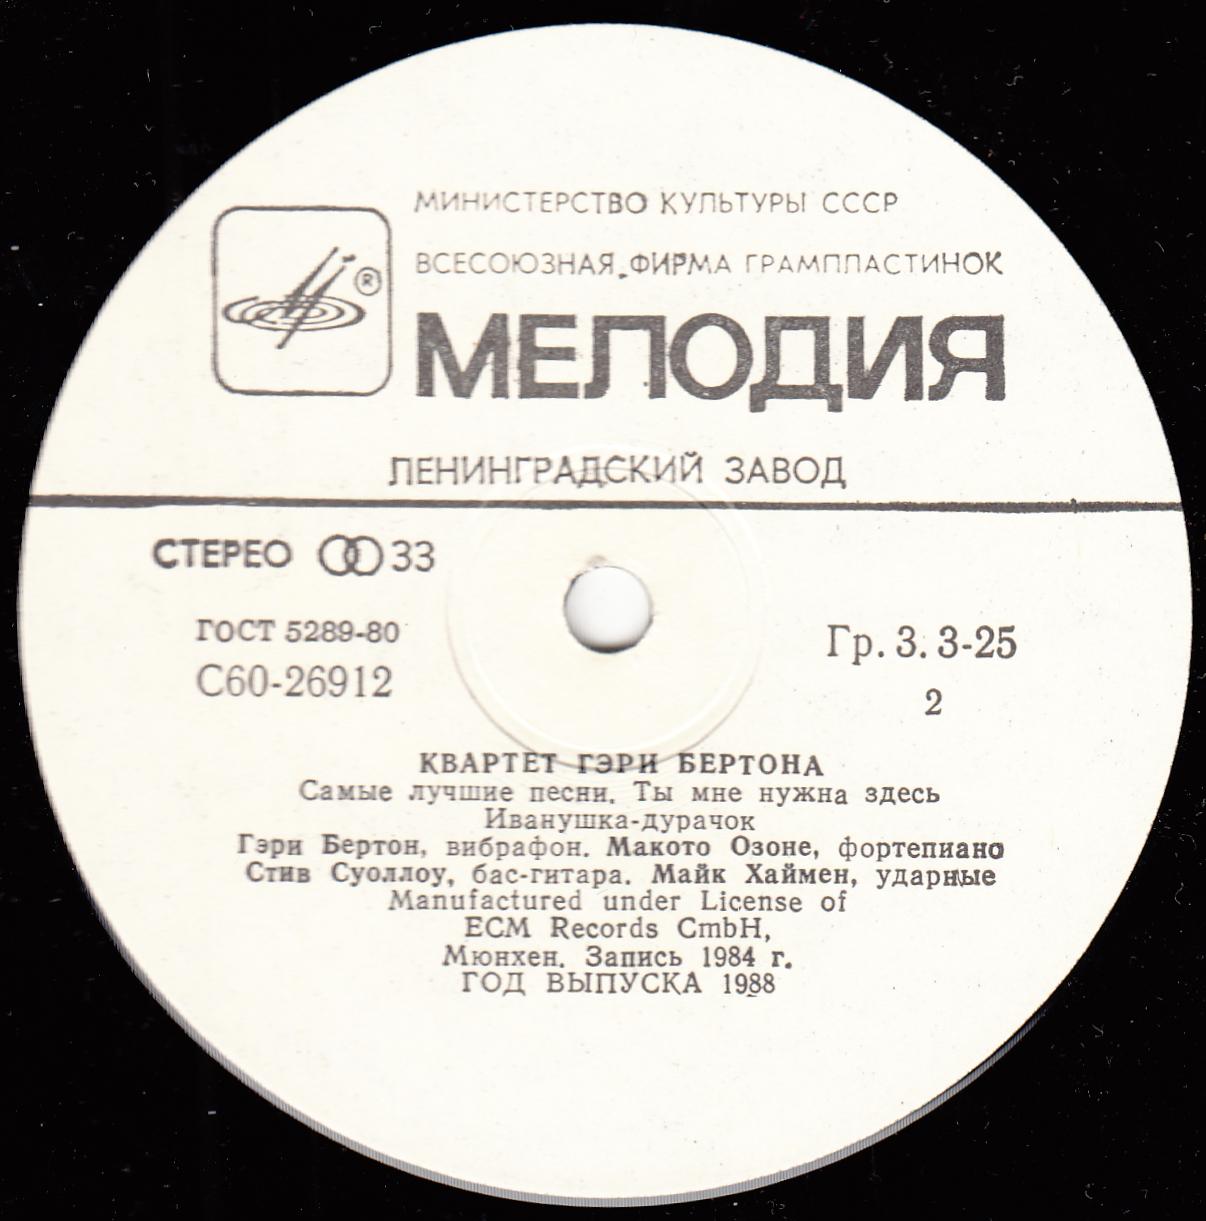 МИНИСТЕРСТВО КУЛЬТУРЫ СССР
ВСЕСОЮЗНАЯ ФИРМА ГРАМПЛАСТИНОК
®
МЕЛОДИЯ
ЛЕНИНГРАДСКИЙ ЗАВОД
СТЕРЕО 33
ГОСТ 5289-80
С60-26912
Гр. 3. 3-25
2
КВАРТЕТ ГЭРИ БЕРТОНА
Самые лучшие песни. Ты мне нужна здесь
Иванушка-дурачок
Гэри Бертон, вибрафон. Макото Озоне, фортепиано
Стив Суоллоу, бас-гитара. Майк Хаймен, ударные
Manufactured under License of
ECM Records CmbH,
Мюнхен. Запись 1984 г.
ГОД ВЫПУСКА 1988